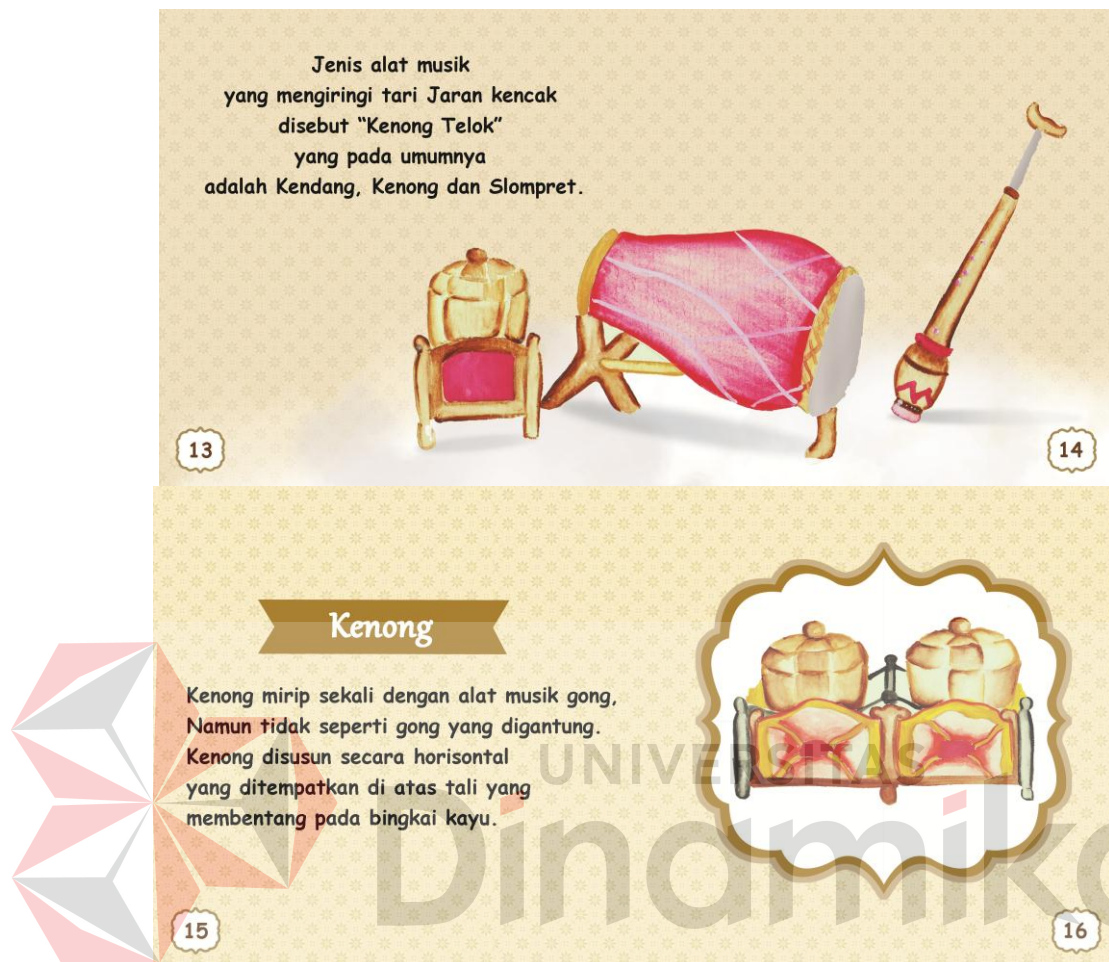 Jenis alat musik
yang mengiringi tari Jaran kencak
disebut “Kenong Telok”
yang pada umumnya
adalah Kendang, Kenong dan Slompret.
13
14
Kenong
Kenong mirip sekali dengan alat musik gong,
Namun tidak seperti gong yang digantung.
Kenong disusun secara horisontal
yang ditempatkan di atas tali yang
membentang pada bingkai kayu.
UNIVERSITAS
Dinamika
15
16